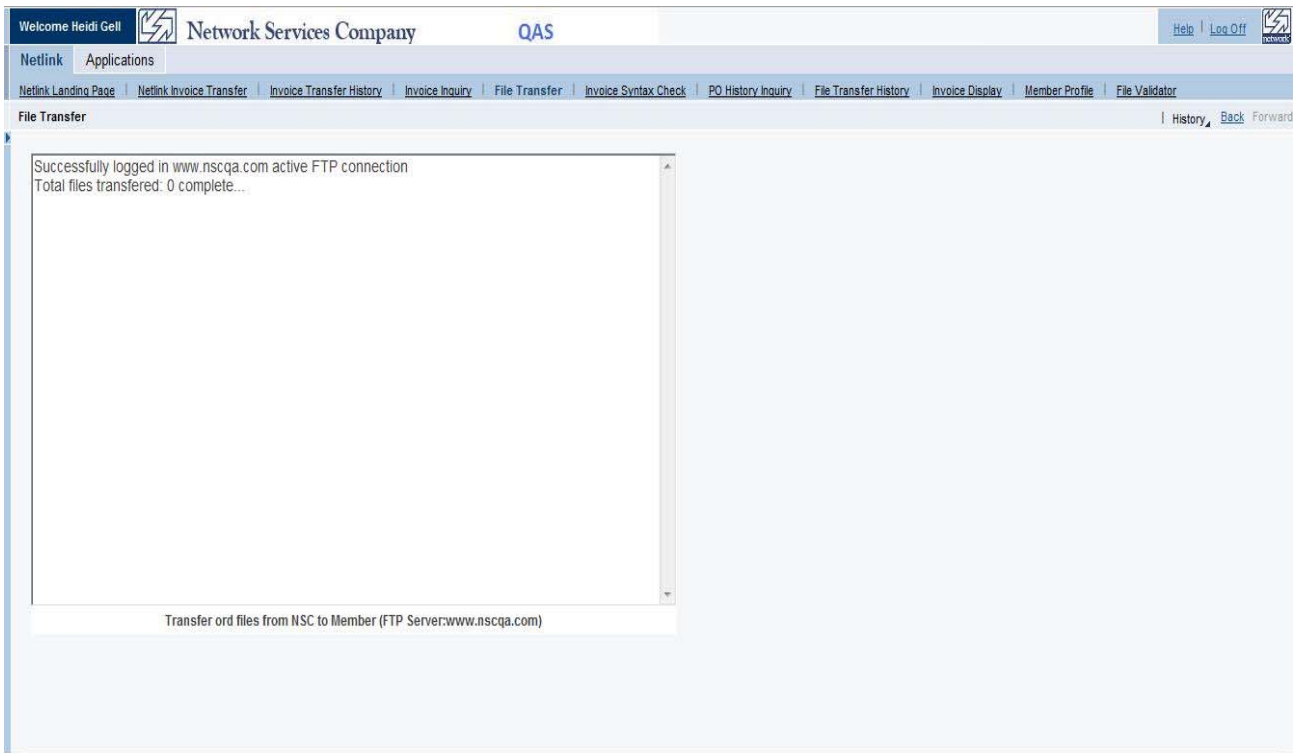 Welcome Heidi Gell Network Services Company QAS Help Log Off
network
Netlink Applications
Netlink Landing Page Netlink Invoice Transfer Invoice Transfer History Invoice Inquiry File Transfer Invoice Syntax Check PO History Inquiry File Transfer History Invoice Display Member Profile File Validator
File Transfer History Back Forward
Successfully logged in www.nscqa.com active FTP connection
Total files transfered: 0 complete...
Transfer ord files from NSC to Member (FTP Server:www.nscqa.com)